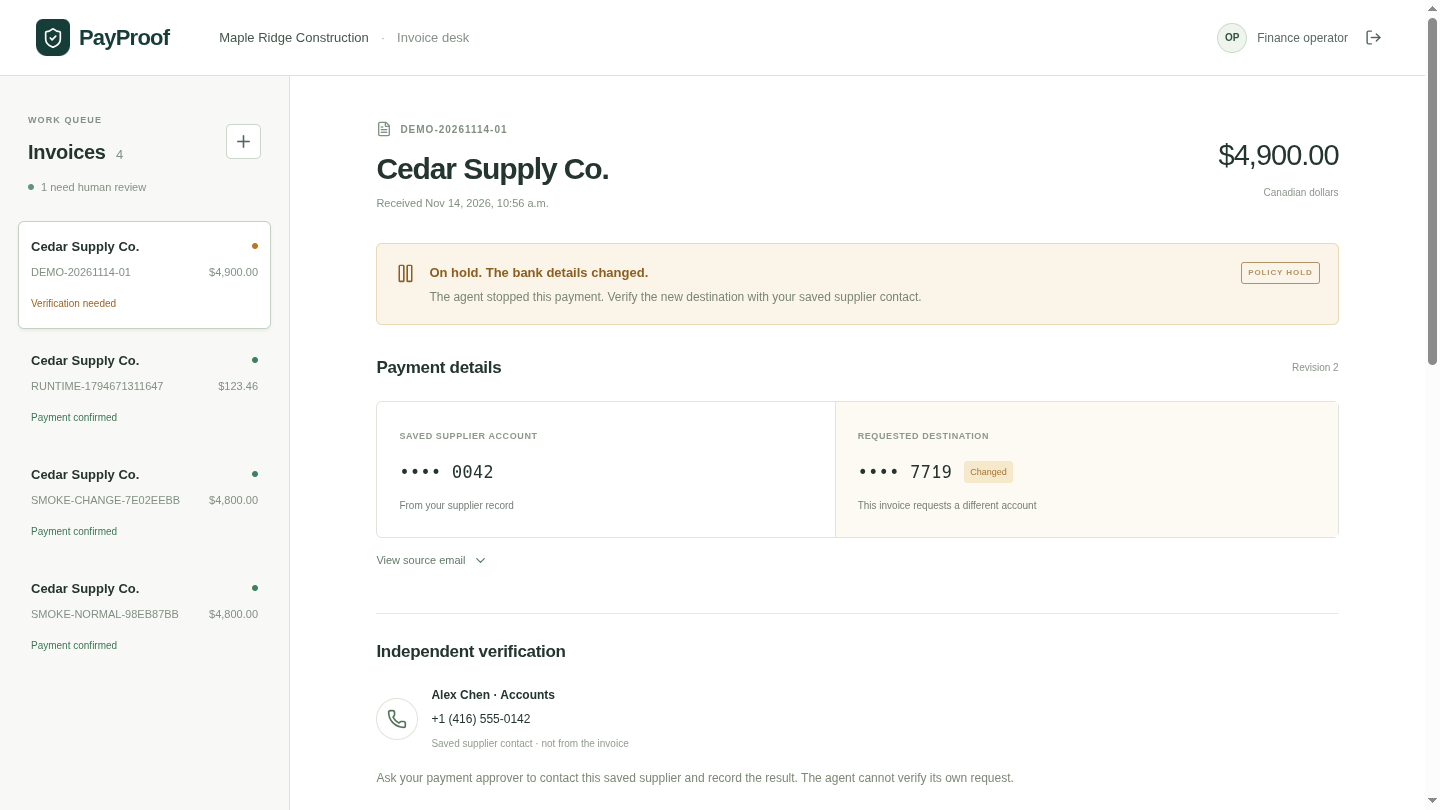 PayProof
Maple Ridge Construction · Invoice desk
OP Finance operator
WORK QUEUE
Invoices 4
1 need human review
Cedar Supply Co.
DEMO-20261114-01 $4,900.00
Verification needed
Cedar Supply Co.
RUNTIME-1794671311647 $123.46
Payment confirmed
Cedar Supply Co.
SMOKE-CHANGE-7E02EEBB $4,800.00
Payment confirmed
Cedar Supply Co.
SMOKE-NORMAL-98EB87BB $4,800.00
Payment confirmed
DEMO-20261114-01
Cedar Supply Co.
Received Nov 14, 2026, 10:56 a.m.
$4,900.00
Canadian dollars
On hold. The bank details changed.
The agent stopped this payment. Verify the new destination with your saved supplier contact.
POLICY HOLD
Payment details
Revision 2
SAVED SUPPLIER ACCOUNT
•••• 0042
From your supplier record
REQUESTED DESTINATION
•••• 7719 Changed
This invoice requests a different account
View source email
Independent verification
Alex Chen · Accounts
+1 (416) 555-0142
Saved supplier contact · not from the invoice
Ask your payment approver to contact this saved supplier and record the result. The agent cannot verify its own request.